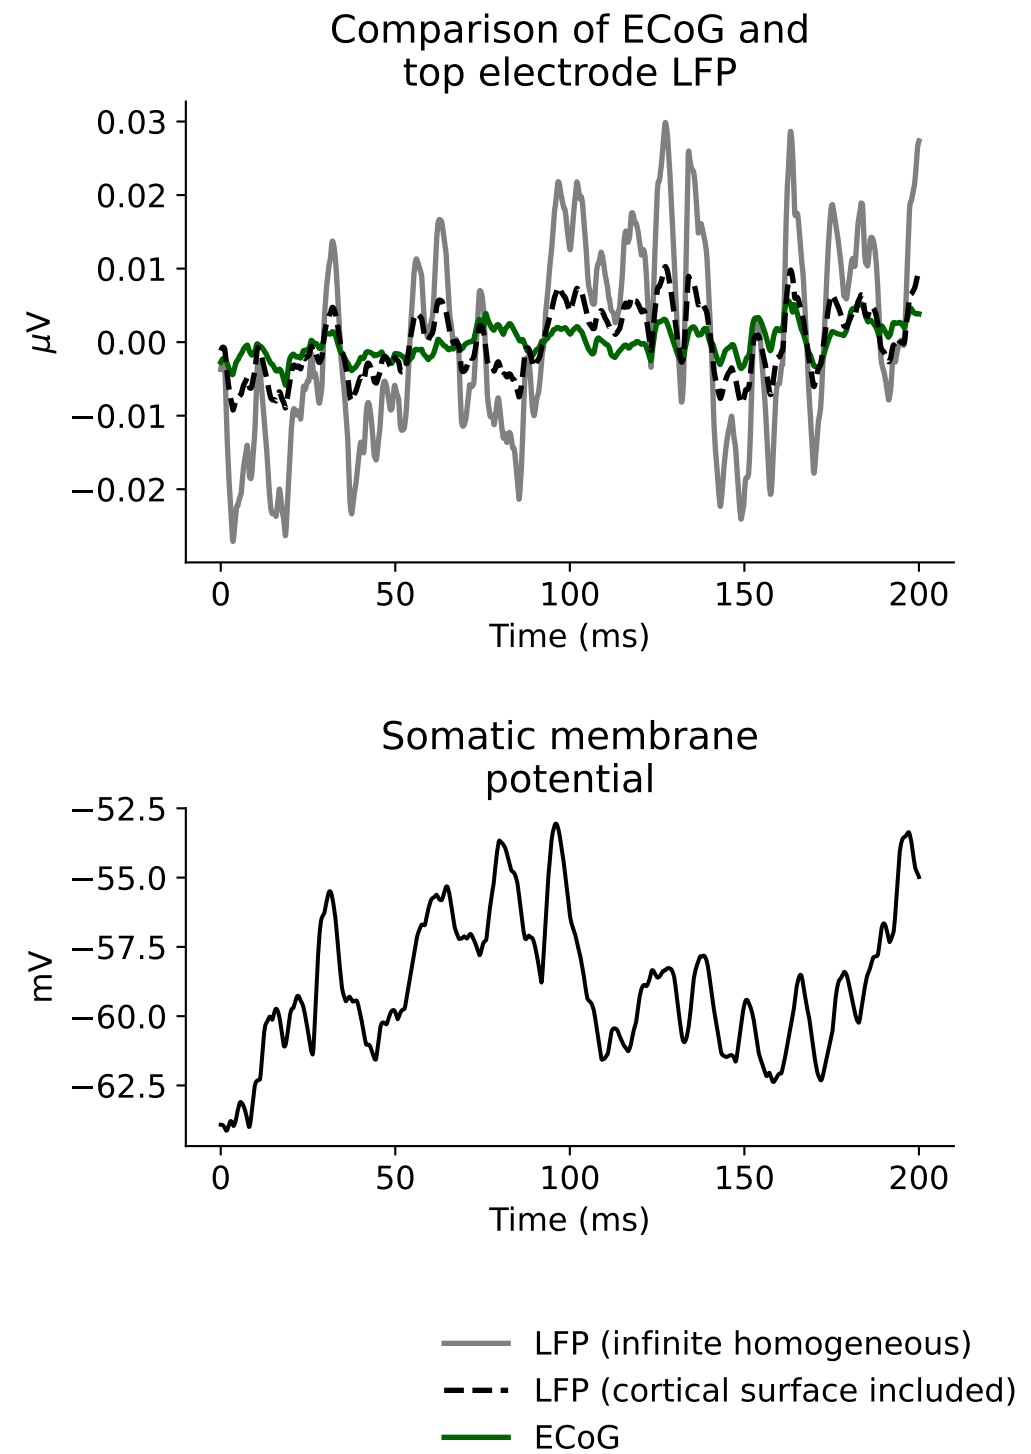 Comparison of ECoG and
top electrode LFP
0.03
0.02
0.01
0.00
−0.01
−0.02
μV
0 50 100 150 200
Time (ms)
Somatic membrane
potential
−52.5
−55.0
−57.5
−60.0
−62.5
mV
0 50 100 150 200
Time (ms)
LFP (infinite homogeneous)
LFP (cortical surface included)
ECoG